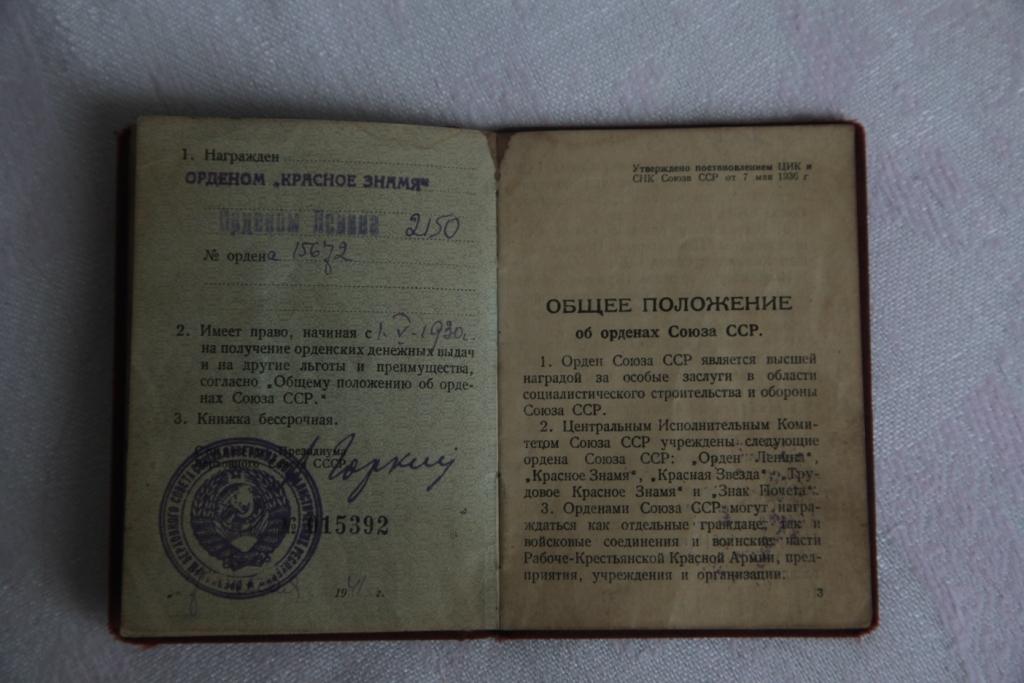 1. Награжден
ОРДЕНОМ „КРАСНОЕ ЗНАМЯ"
Орденом Ленина 2150
№ ордена 15672
2. Имеет право, начиная с 1. V. 1930 г.
на получение орденских денежных выдач
и на другие льготы и преимущества,
согласно „Общему положению об орде-
нах Союза ССР."
3. Книжка бессрочная.
Президиума
СССР Горкин
015392
1941 г.
Утверждено постановлением ЦИК и
СНК Союза ССР от 7 мая 1936 г
ОБЩЕЕ ПОЛОЖЕНИЕ
об орденах Союза ССР.
1. Орден Союза ССР является высшей
наградой за особые заслуги в области
социалистического строительства и обороны
Союза ССР.
2. Центральным Исполнительным Коми-
тетом Союза ССР учреждены следующие
ордена Союза ССР: „Орден Ленина",
„Красное Знамя", „Красная Звезда", „Тру-
довое Красное Знамя" и „Знак Почета".
3. Орденами Союза ССР могут награ-
ждаться как отдельные граждане, так и
войсковые соединения и воинские части
Рабоче-Крестьянской Красной Армии, пред-
приятия, учреждения и организации.
3